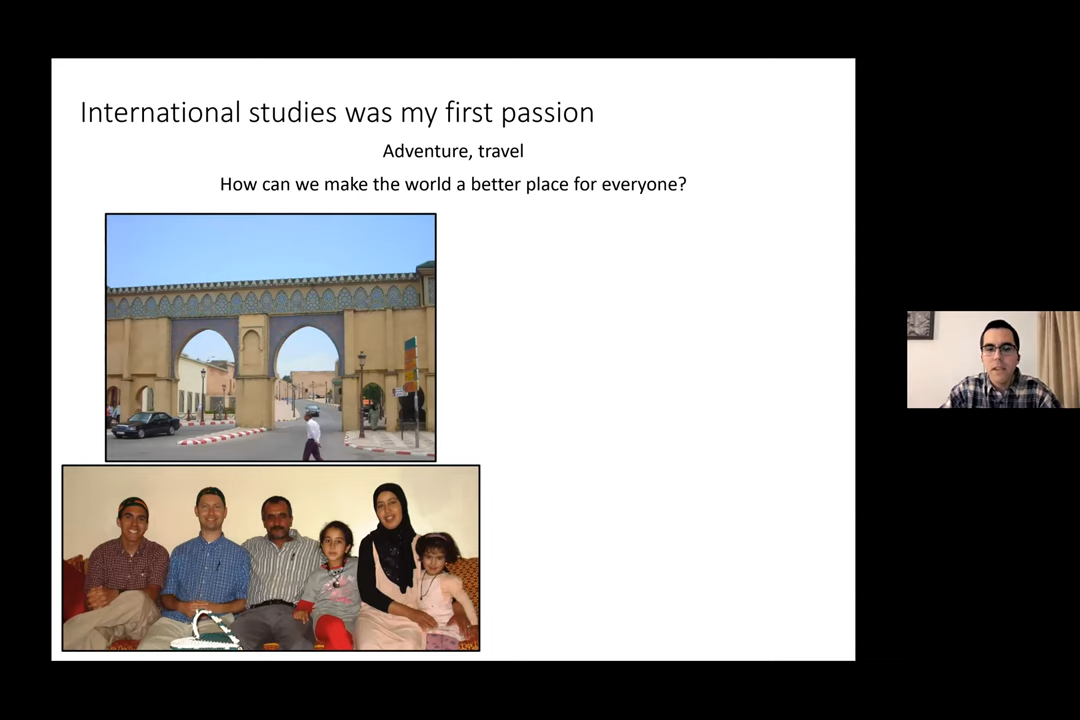 International studies was my first passion
Adventure, travel
How can we make the world a better place for everyone?